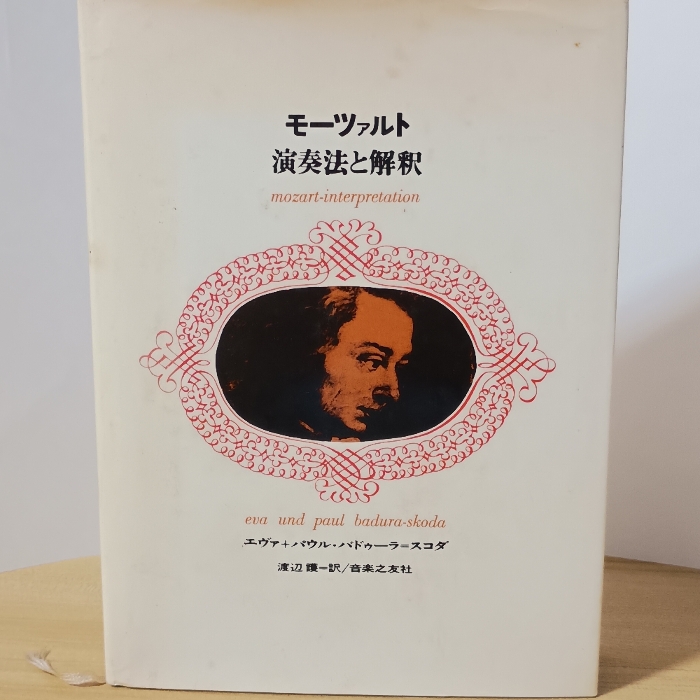 モーツァルト
演奏法と解釈
mozart-interpretation
eva und paul badura-skoda
エヴァ+パウル・バドゥーラ=スコダ
渡辺 護=訳/音楽之友社